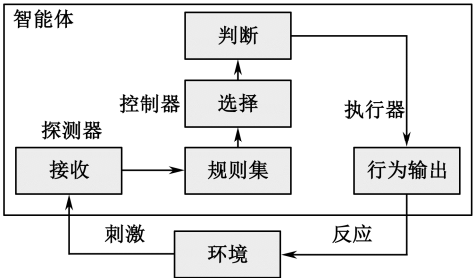 智能体
判断
控制器
选择
执行器
探测器
接收
规则集
行为输出
刺激
环境
反应